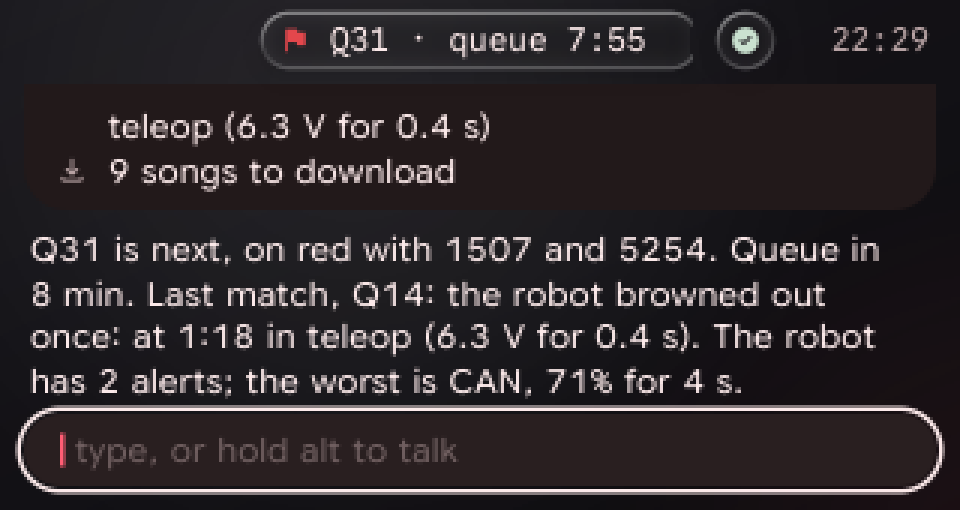 Q31 · queue 7:55
22:29
teleop (6.3 V for 0.4 s)
9 songs to download
Q31 is next, on red with 1507 and 5254. Queue in
8 min. Last match, Q14: the robot browned out
once: at 1:18 in teleop (6.3 V for 0.4 s). The robot
has 2 alerts; the worst is CAN, 71% for 4 s.
type, or hold alt to talk